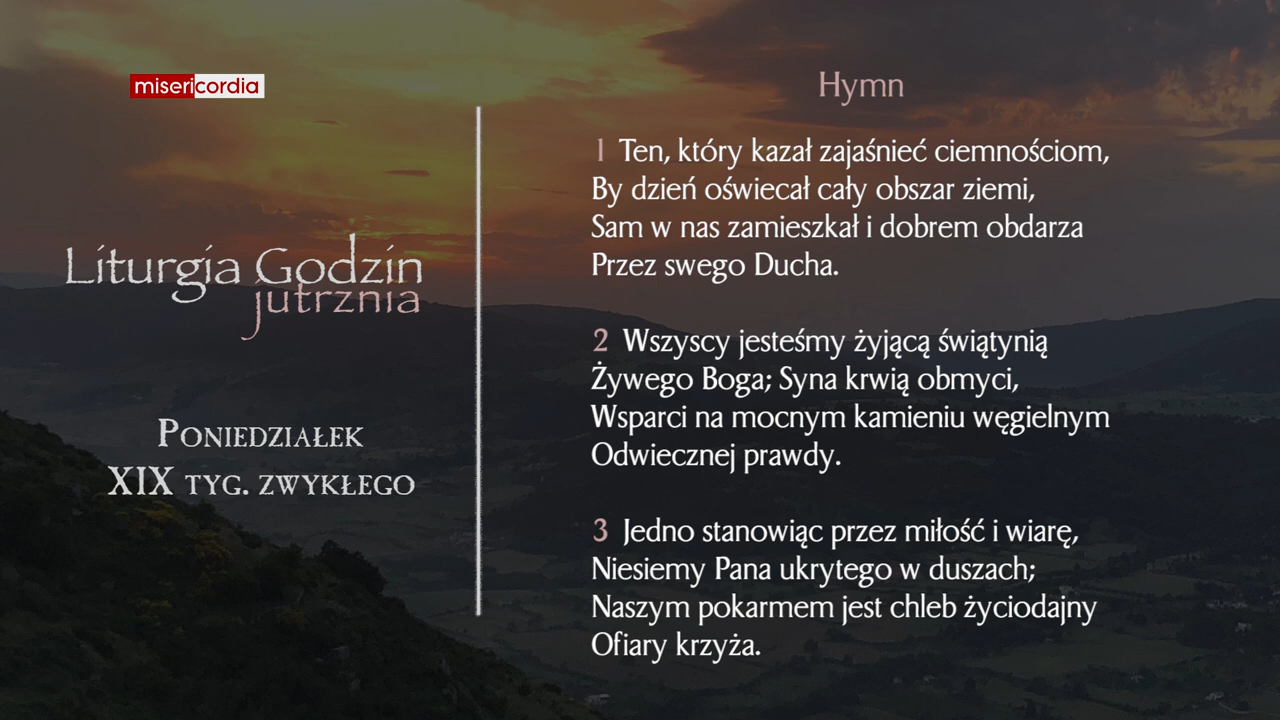 misericordia
Liturgia Godzin
jutrznia
Poniedziałek
XIX tyg. zwykłego
Hymn
1 Ten, który kazał zajaśnieć ciemnościom,
By dzień oświecał cały obszar ziemi,
Sam w nas zamieszkał i dobrem obdarza
Przez swego Ducha.
2 Wszyscy jesteśmy żyjącą świątynią
Żywego Boga; Syna krwią obmyci,
Wsparci na mocnym kamieniu węgielnym
Odwiecznej prawdy.
3 Jedno stanowiąc przez miłość i wiarę,
Niesiemy Pana ukrytego w duszach;
Naszym pokarmem jest chleb życiodajny
Ofiary krzyża.